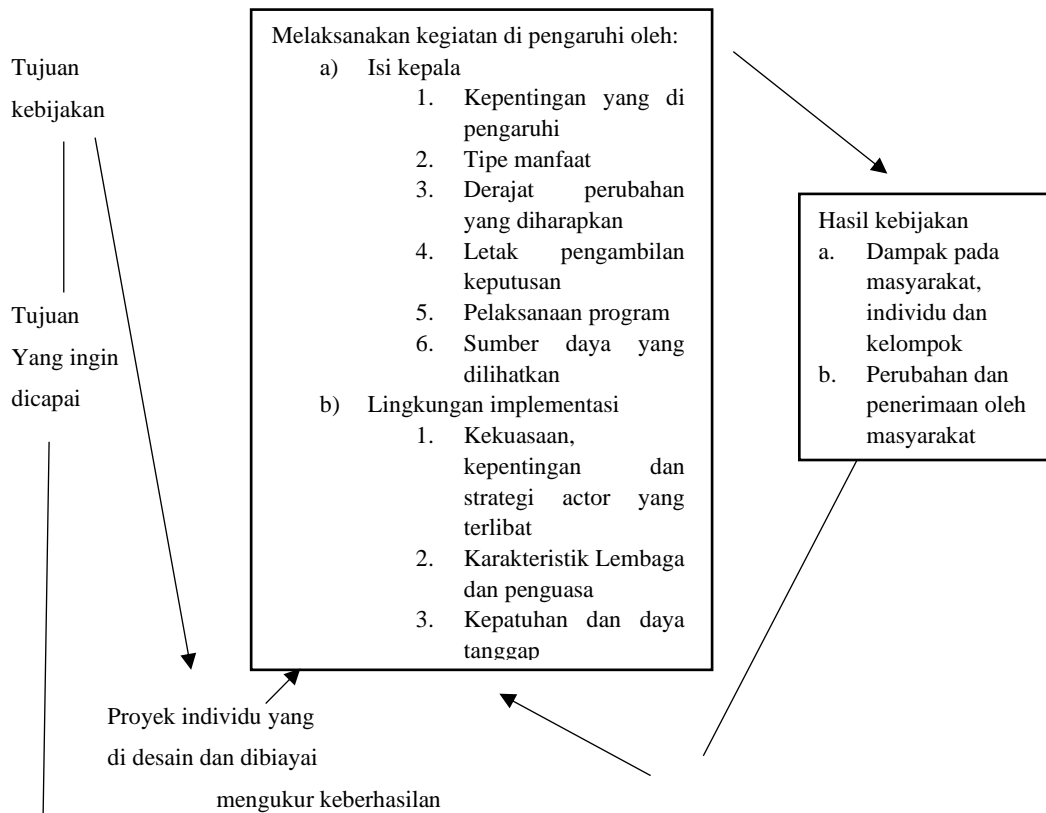 Tujuan
kebijakan
Tujuan
Yang ingin
dicapai
Melaksanakan kegiatan di pengaruhi oleh:
a) Isi kepala
1. Kepentingan yang di
pengaruhi
2. Tipe manfaat
3. Derajat perubahan
yang diharapkan
4. Letak pengambilan
keputusan
5. Pelaksanaan program
6. Sumber daya yang
dilihatkan
b) Lingkungan implementasi
1. Kekuasaan,
kepentingan dan
strategi actor yang
terlibat
2. Karakteristik Lembaga
dan penguasa
3. Kepatuhan dan daya
tanggap
Hasil kebijakan
a. Dampak pada
masyarakat,
individu dan
kelompok
b. Perubahan dan
penerimaan oleh
masyarakat
Proyek individu yang
di desain dan dibiayai
mengukur keberhasilan